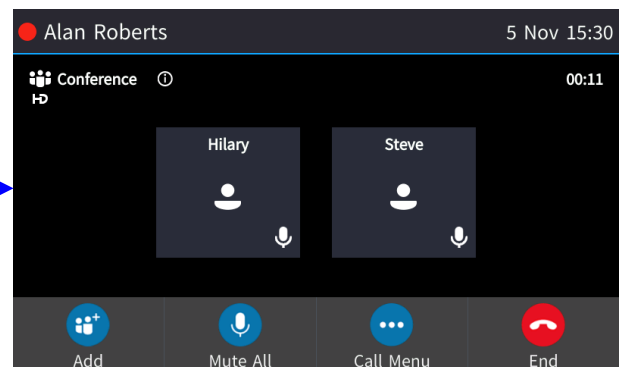 Alan Roberts 5 Nov 15:30
Conference 00:11
HD
Hilary Steve
Add Mute All Call Menu End